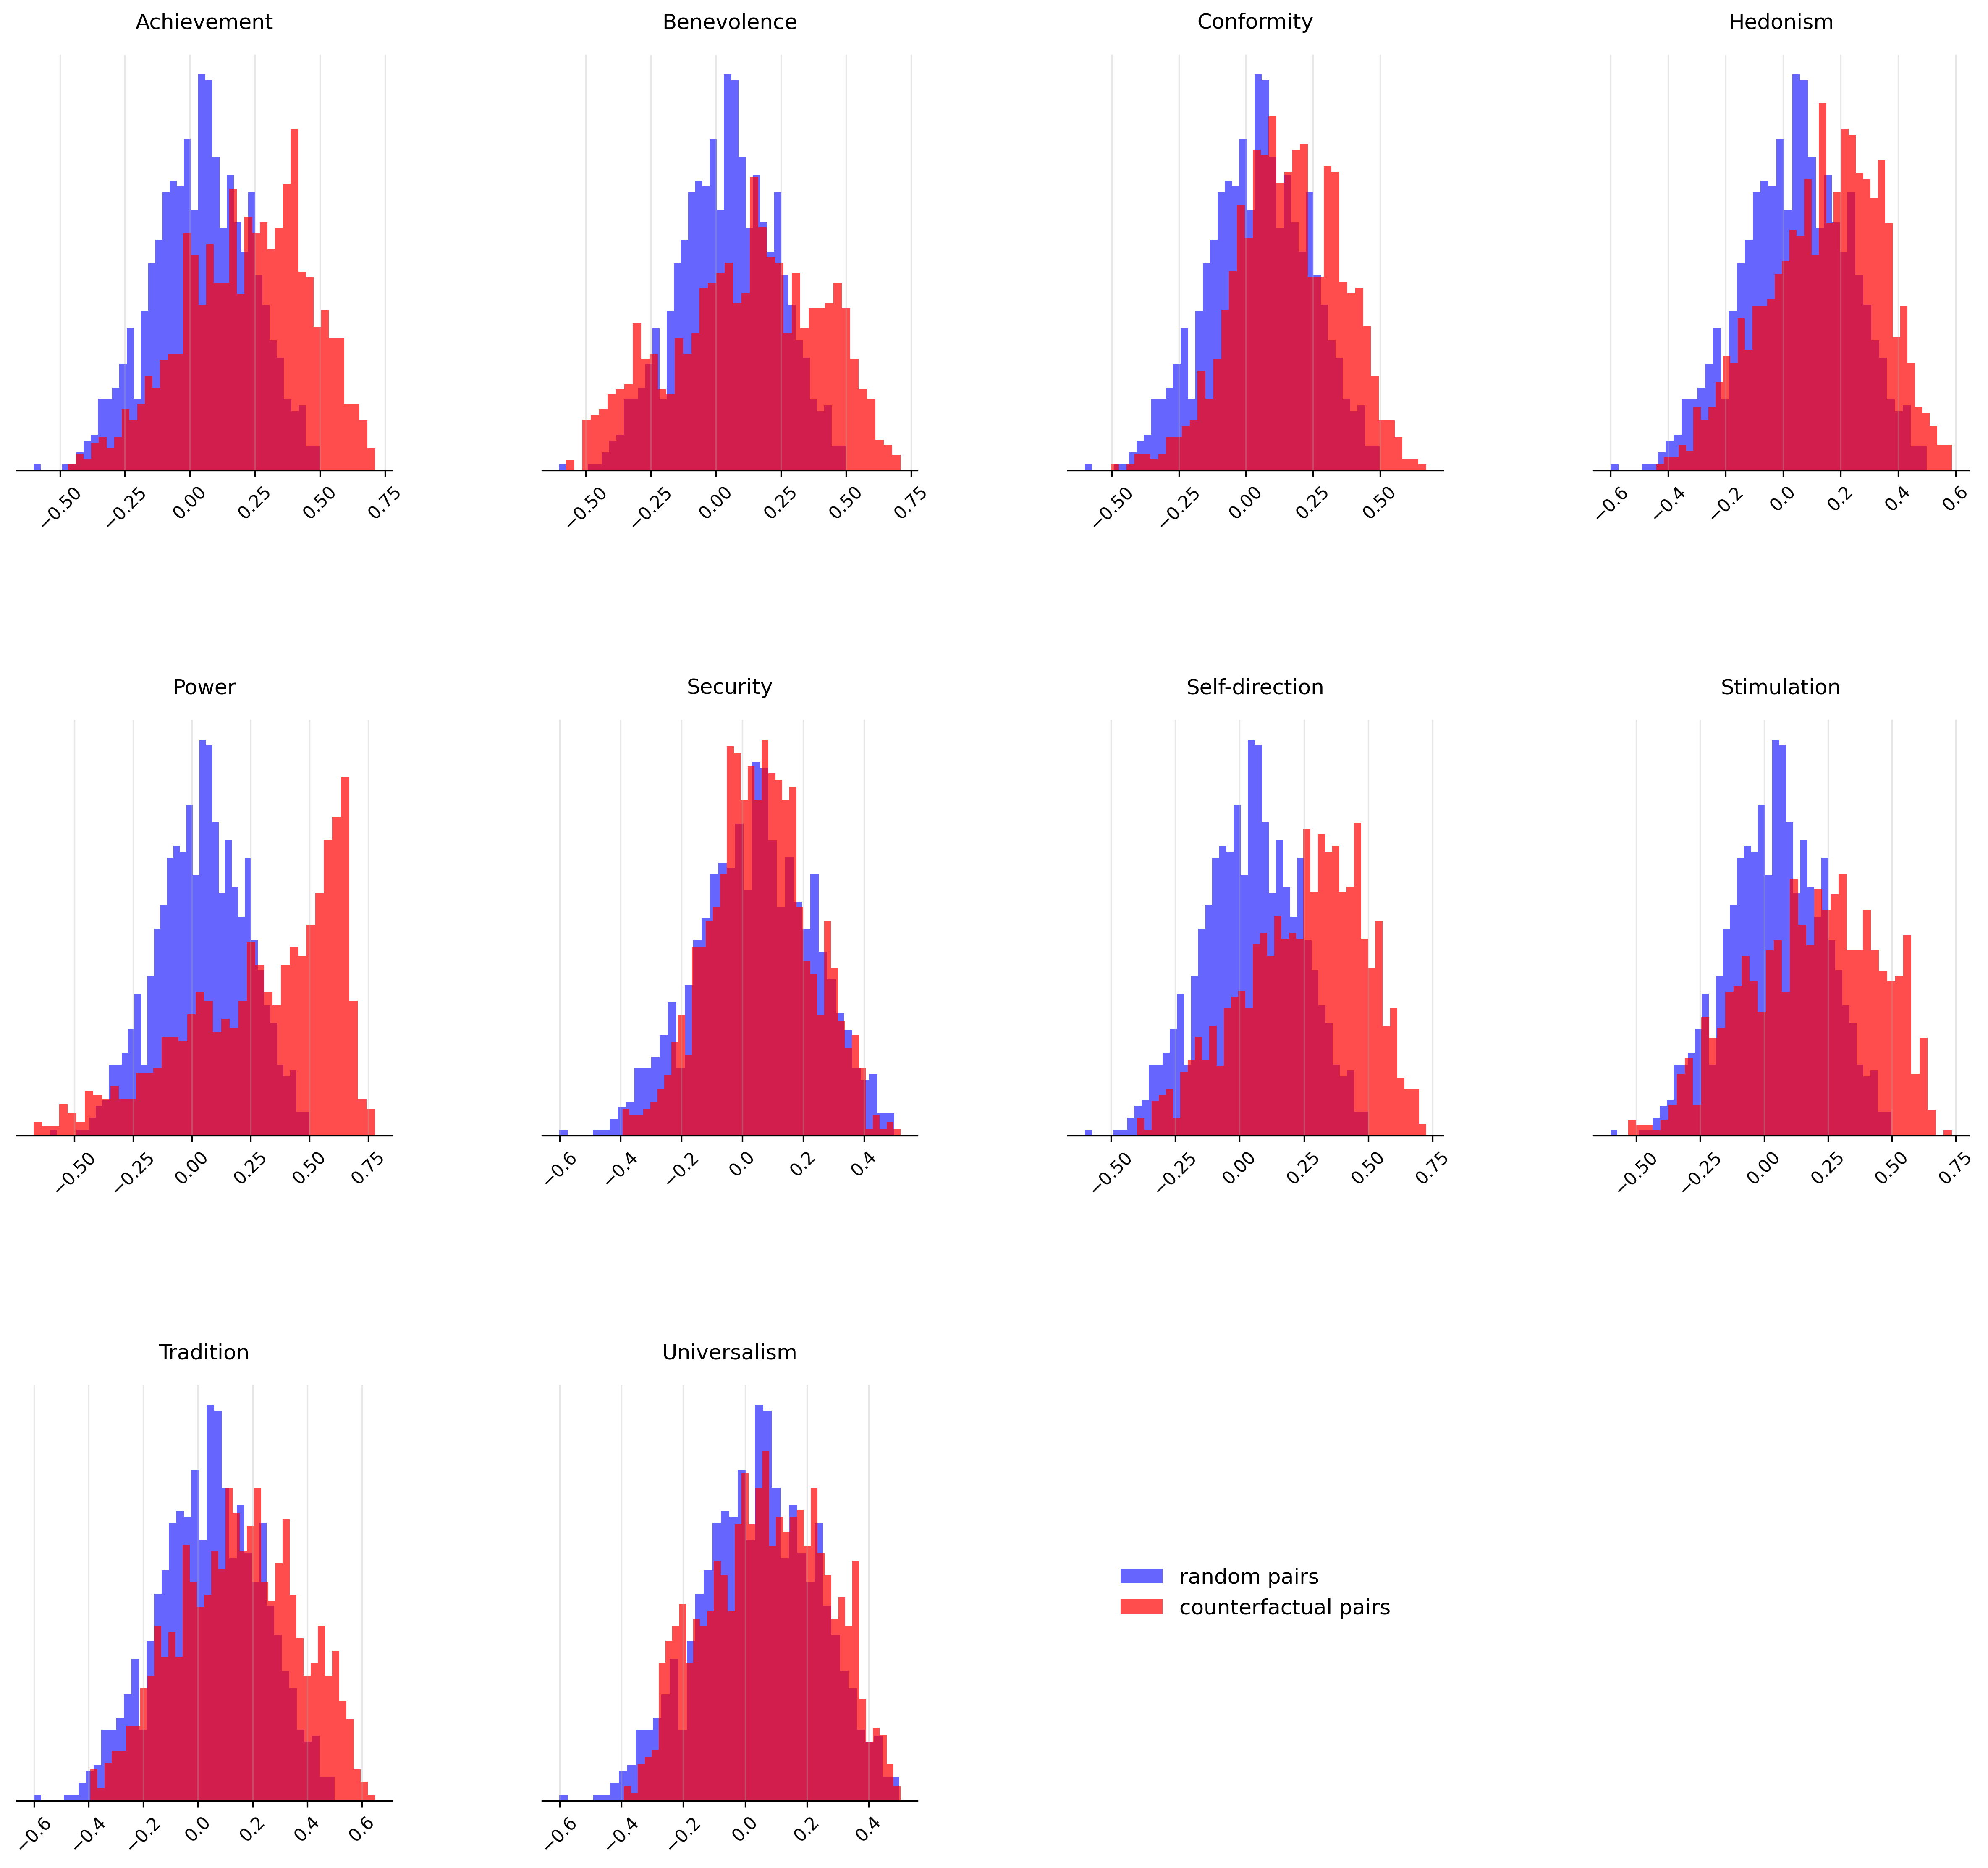 Achievement
Benevolence
Conformity
Hedonism
−0.50 −0.25 0.00 0.25 0.50 0.75
−0.50 −0.25 0.00 0.25 0.50 0.75
−0.50 −0.25 0.00 0.25 0.50
−0.6 −0.4 −0.2 0.0 0.2 0.4 0.6
Power
Security
Self-direction
Stimulation
−0.50 −0.25 0.00 0.25 0.50 0.75
−0.6 −0.4 −0.2 0.0 0.2 0.4
−0.50 −0.25 0.00 0.25 0.50 0.75
−0.50 −0.25 0.00 0.25 0.50 0.75
Tradition
Universalism
−0.6 −0.4 −0.2 0.0 0.2 0.4 0.6
−0.6 −0.4 −0.2 0.0 0.2 0.4
random pairs
counterfactual pairs